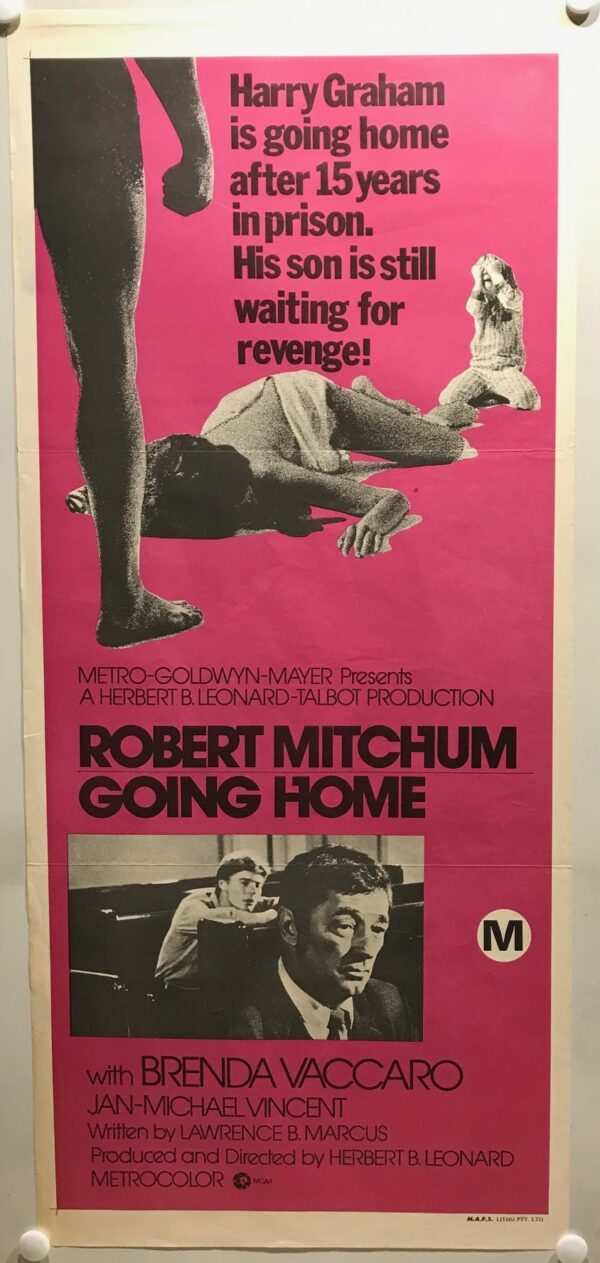 Harry Graham
is going home
after 15 years
in prison.
His son is still
waiting for
revenge!
METRO-GOLDWYN-MAYER Presents
A HERBERT B. LEONARD-TALBOT PRODUCTION
ROBERT MITCHUM
GOING HOME
M
with BRENDA VACCARO
JAN-MICHAEL VINCENT
Written by LAWRENCE B. MARCUS
Produced and Directed by HERBERT B. LEONARD
METROCOLOR MGM
M.A.P.S. LITHO PTY. LTD.